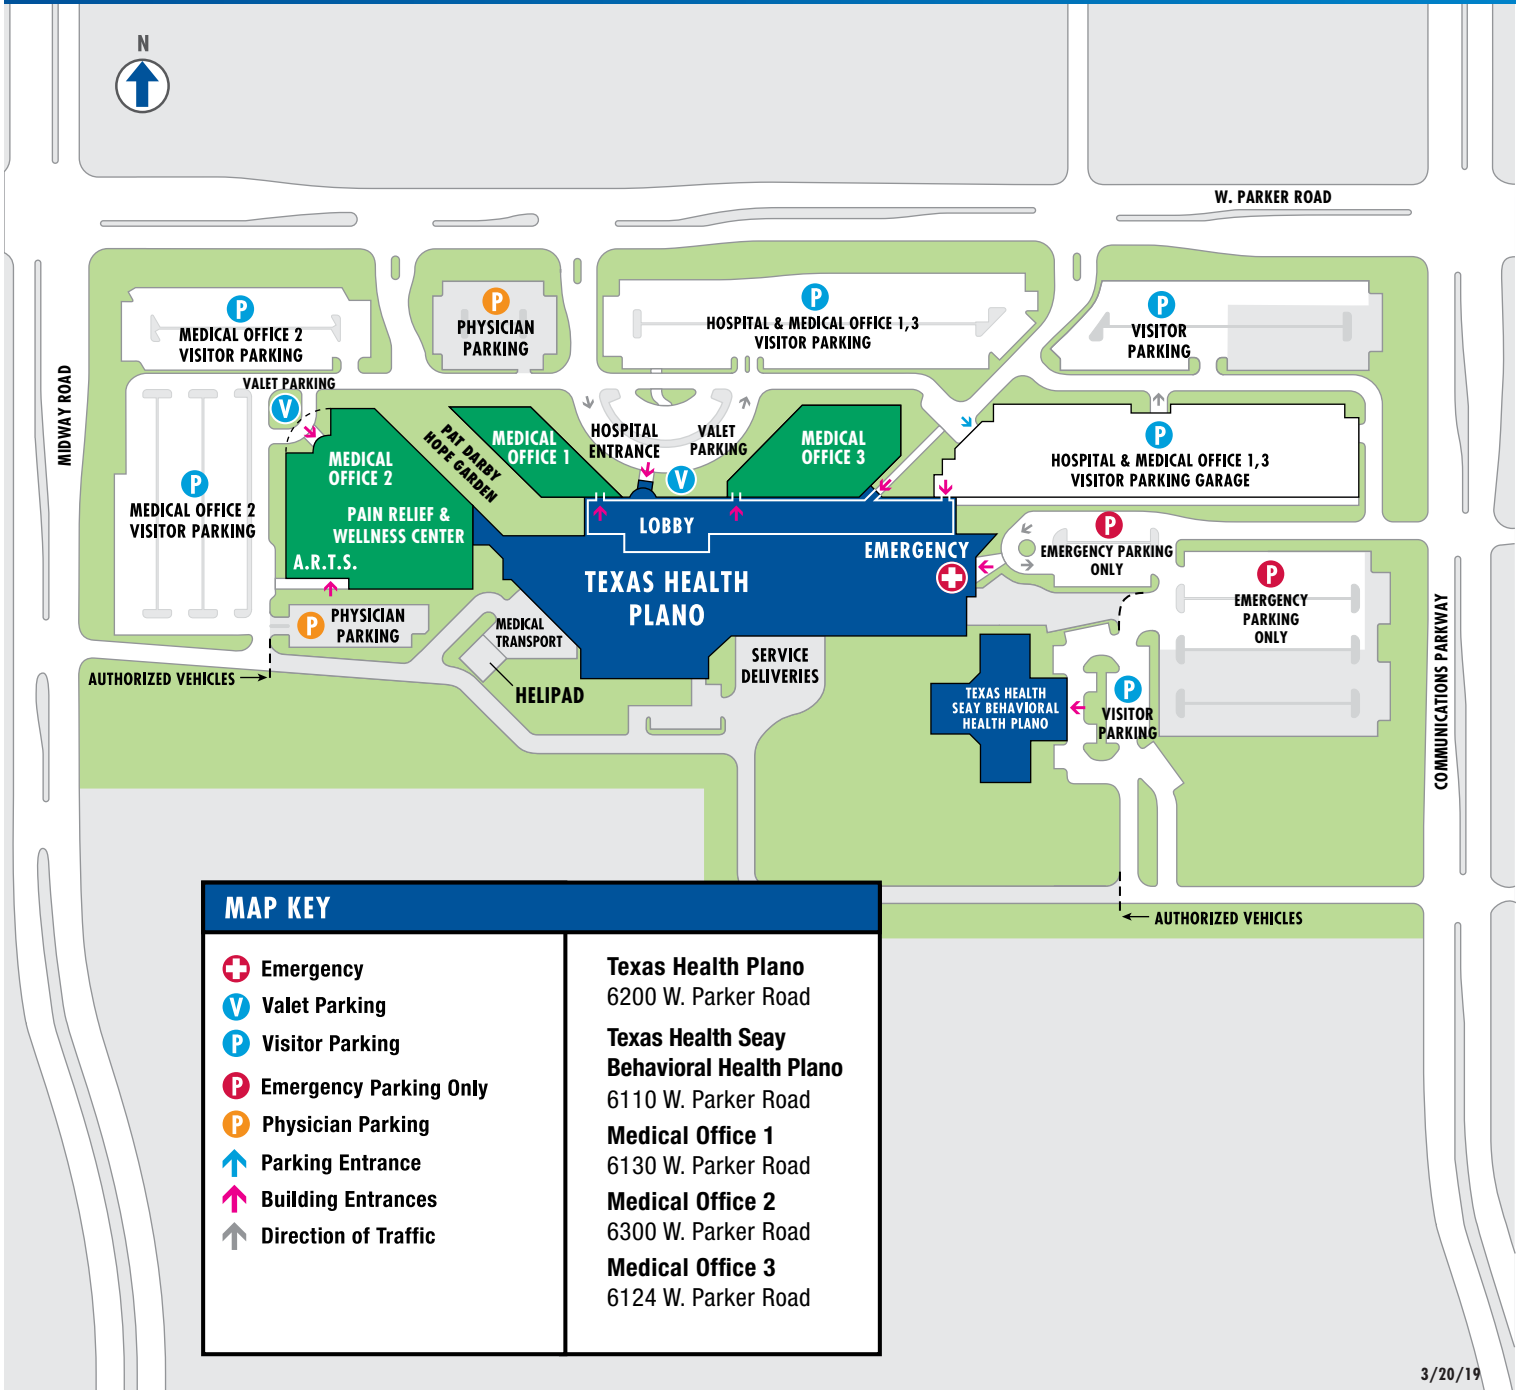 N
W. PARKER ROAD
MIDWAY ROAD
P
MEDICAL OFFICE 2
VISITOR PARKING
P
PHYSICIAN
PARKING
P
HOSPITAL & MEDICAL OFFICE 1,3
VISITOR PARKING
P
VISITOR
PARKING
VALET PARKING
V
P
MEDICAL OFFICE 2
VISITOR PARKING
MEDICAL
OFFICE 2
PAIN RELIEF &
WELLNESS CENTER
A.R.T.S.
PAT DARBY
HOPE GARDEN
MEDICAL
OFFICE 1
HOSPITAL
ENTRANCE
VALET
PARKING
V
MEDICAL
OFFICE 3
P
HOSPITAL & MEDICAL OFFICE 1,3
VISITOR PARKING GARAGE
LOBBY
EMERGENCY
TEXAS HEALTH
PLANO
P
EMERGENCY PARKING
ONLY
P
EMERGENCY
PARKING
ONLY
P
PHYSICIAN
PARKING
MEDICAL
TRANSPORT
HELIPAD
SERVICE
DELIVERIES
AUTHORIZED VEHICLES
TEXAS HEALTH
SEAY BEHAVIORAL
HEALTH PLANO
P
VISITOR
PARKING
COMMUNICATIONS PARKWAY
AUTHORIZED VEHICLES
MAP KEY
Emergency
V Valet Parking
P Visitor Parking
P Emergency Parking Only
P Physician Parking
Parking Entrance
Building Entrances
Direction of Traffic
Texas Health Plano
6200 W. Parker Road
Texas Health Seay
Behavioral Health Plano
6110 W. Parker Road
Medical Office 1
6130 W. Parker Road
Medical Office 2
6300 W. Parker Road
Medical Office 3
6124 W. Parker Road
3/20/19